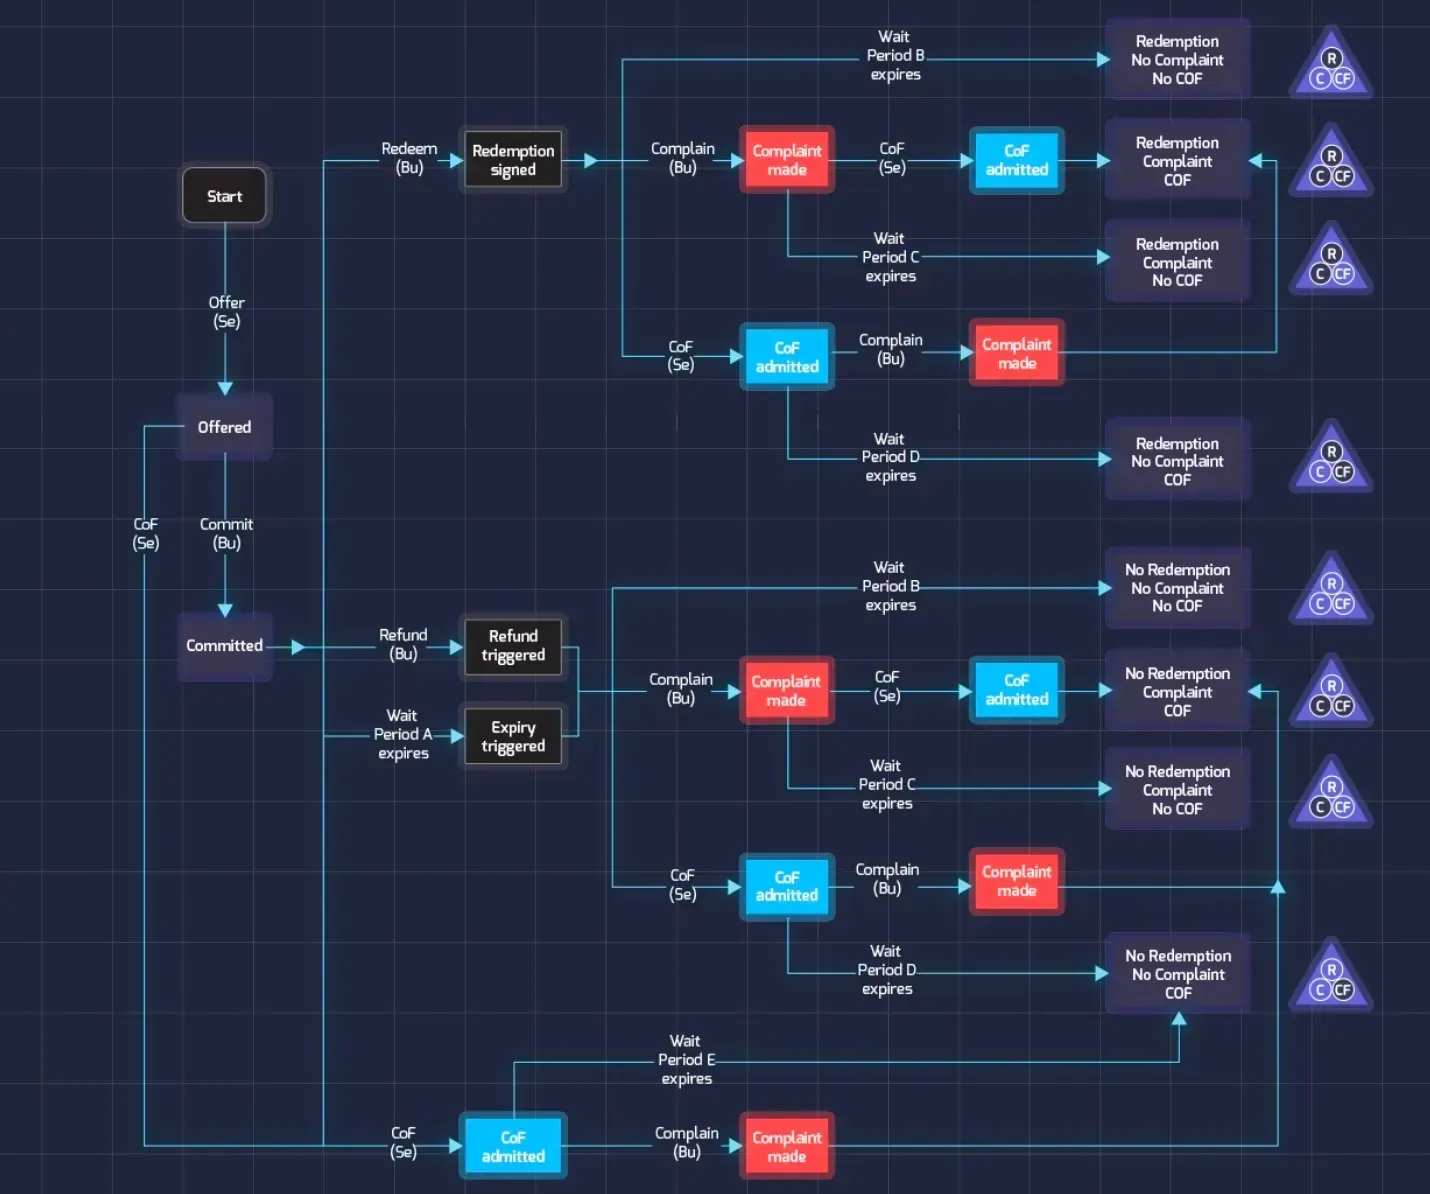 Wait
Period B
expires
Redemption
No Complaint
No COF
R
C CF
Redeem
(Bu)
Redemption
signed
Complain
(Bu)
Complaint
made
CoF
(Se)
CoF
admitted
Redemption
Complaint
COF
R
C CF
Start
Wait
Period C
expires
Redemption
Complaint
No COF
R
C CF
Offer
(Se)
CoF
(Se)
CoF
admitted
Complain
(Bu)
Complaint
made
Offered
Wait
Period D
expires
Redemption
No Complaint
COF
R
C CF
CoF
(Se)
Commit
(Bu)
Wait
Period B
expires
No Redemption
No Complaint
No COF
R
C CF
Committed
Refund
(Bu)
Refund
triggered
Complain
(Bu)
Complaint
made
CoF
(Se)
CoF
admitted
No Redemption
Complaint
COF
R
C CF
Wait
Period A
expires
Expiry
triggered
Wait
Period C
expires
No Redemption
Complaint
No COF
R
C CF
CoF
(Se)
CoF
admitted
Complain
(Bu)
Complaint
made
Wait
Period D
expires
No Redemption
No Complaint
COF
R
C CF
Wait
Period E
expires
CoF
(Se)
CoF
admitted
Complain
(Bu)
Complaint
made